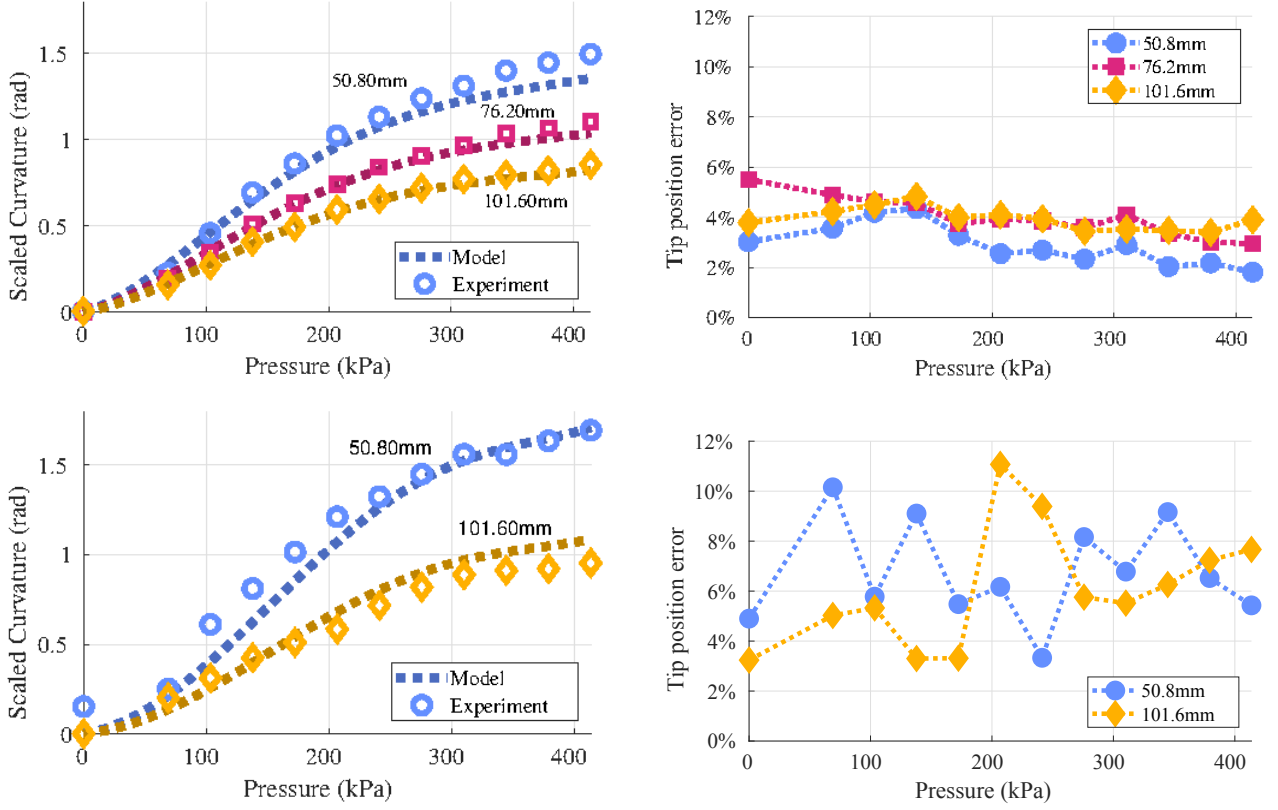 Scaled Curvature (rad)
1.5
1
0.5
0
50.80mm
76.20mm
101.60mm
Model
Experiment
0
100
200
300
400
Pressure (kPa)
Tip position error
12%
10%
8%
6%
4%
2%
0%
50.8mm
76.2mm
101.6mm
0
100
200
300
400
Pressure (kPa)
Scaled Curvature (rad)
1.5
1
0.5
0
50.80mm
101.60mm
Model
Experiment
0
100
200
300
400
Pressure (kPa)
Tip position error
12%
10%
8%
6%
4%
2%
0%
50.8mm
101.6mm
0
100
200
300
400
Pressure (kPa)